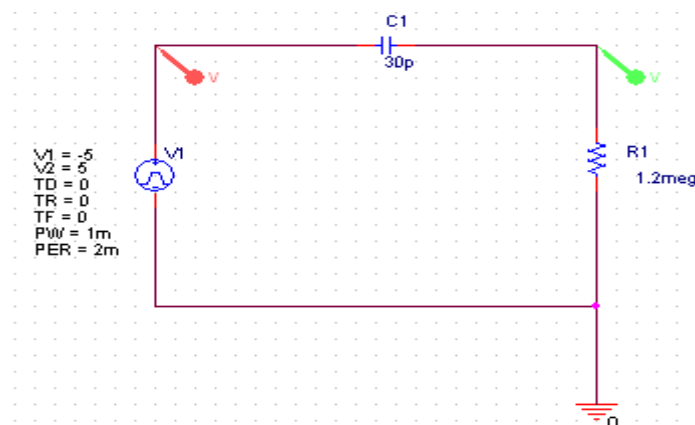 C1
30p
V
V
V1 = -5
V2 = 5
TD = 0
TR = 0
TF = 0
PW = 1m
PER = 2m
V1
R1
1.2meg
0